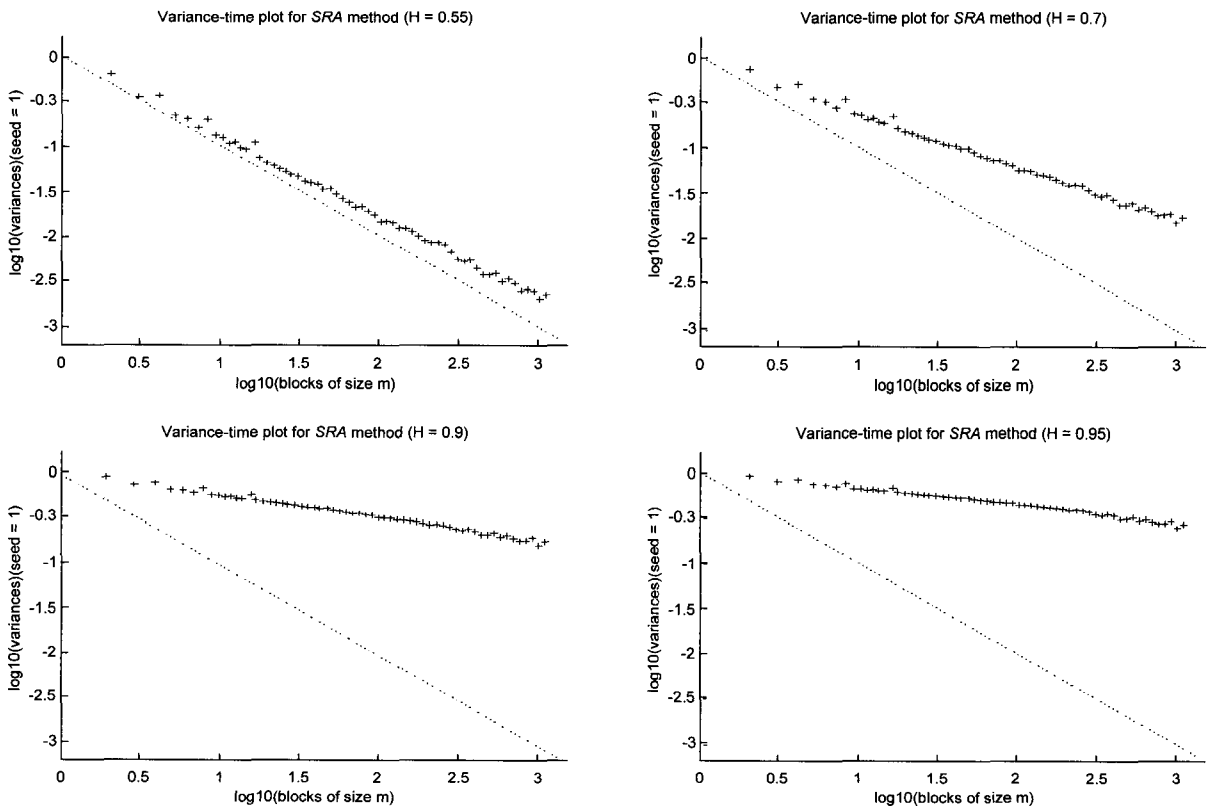 Variance-time plot for SRA method (H = 0.55)
log10(variances)(seed = 1)
0
-0.3
-1
-1.5
-2
-2.5
-3
0 0.5 1 1.5 2 2.5 3
log10(blocks of size m)
Variance-time plot for SRA method (H = 0.7)
log10(variances)(seed = 1)
0
-0.3
-1
-1.5
-2
-2.5
-3
0 0.5 1 1.5 2 2.5 3
log10(blocks of size m)
Variance-time plot for SRA method (H = 0.9)
log10(variances)(seed = 1)
0
-0.3
-1
-1.5
-2
-2.5
-3
0 0.5 1 1.5 2 2.5 3
log10(blocks of size m)
Variance-time plot for SRA method (H = 0.95)
log10(variances)(seed = 1)
0
-0.3
-1
-1.5
-2
-2.5
-3
0 0.5 1 1.5 2 2.5 3
log10(blocks of size m)